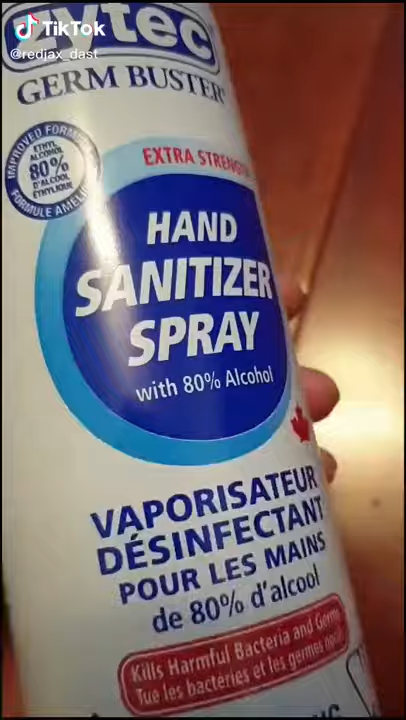 TikTok
@redjax_dast
GERM BUSTER
IMPROVED FORMULA
ETHYL
ALCOHOL
80%
D'ALCOOL
ÉTHYLIQUE
FORMULE
EXTRA STRENGTH
HAND
SANITIZER
SPRAY
with 80% Alcohol
VAPORISATEUR
DÉSINFECTANT
POUR LES MAINS
de 80% d'alcool
Kills Harmful Bacteria and Germs
Tue les bactéries et les germes